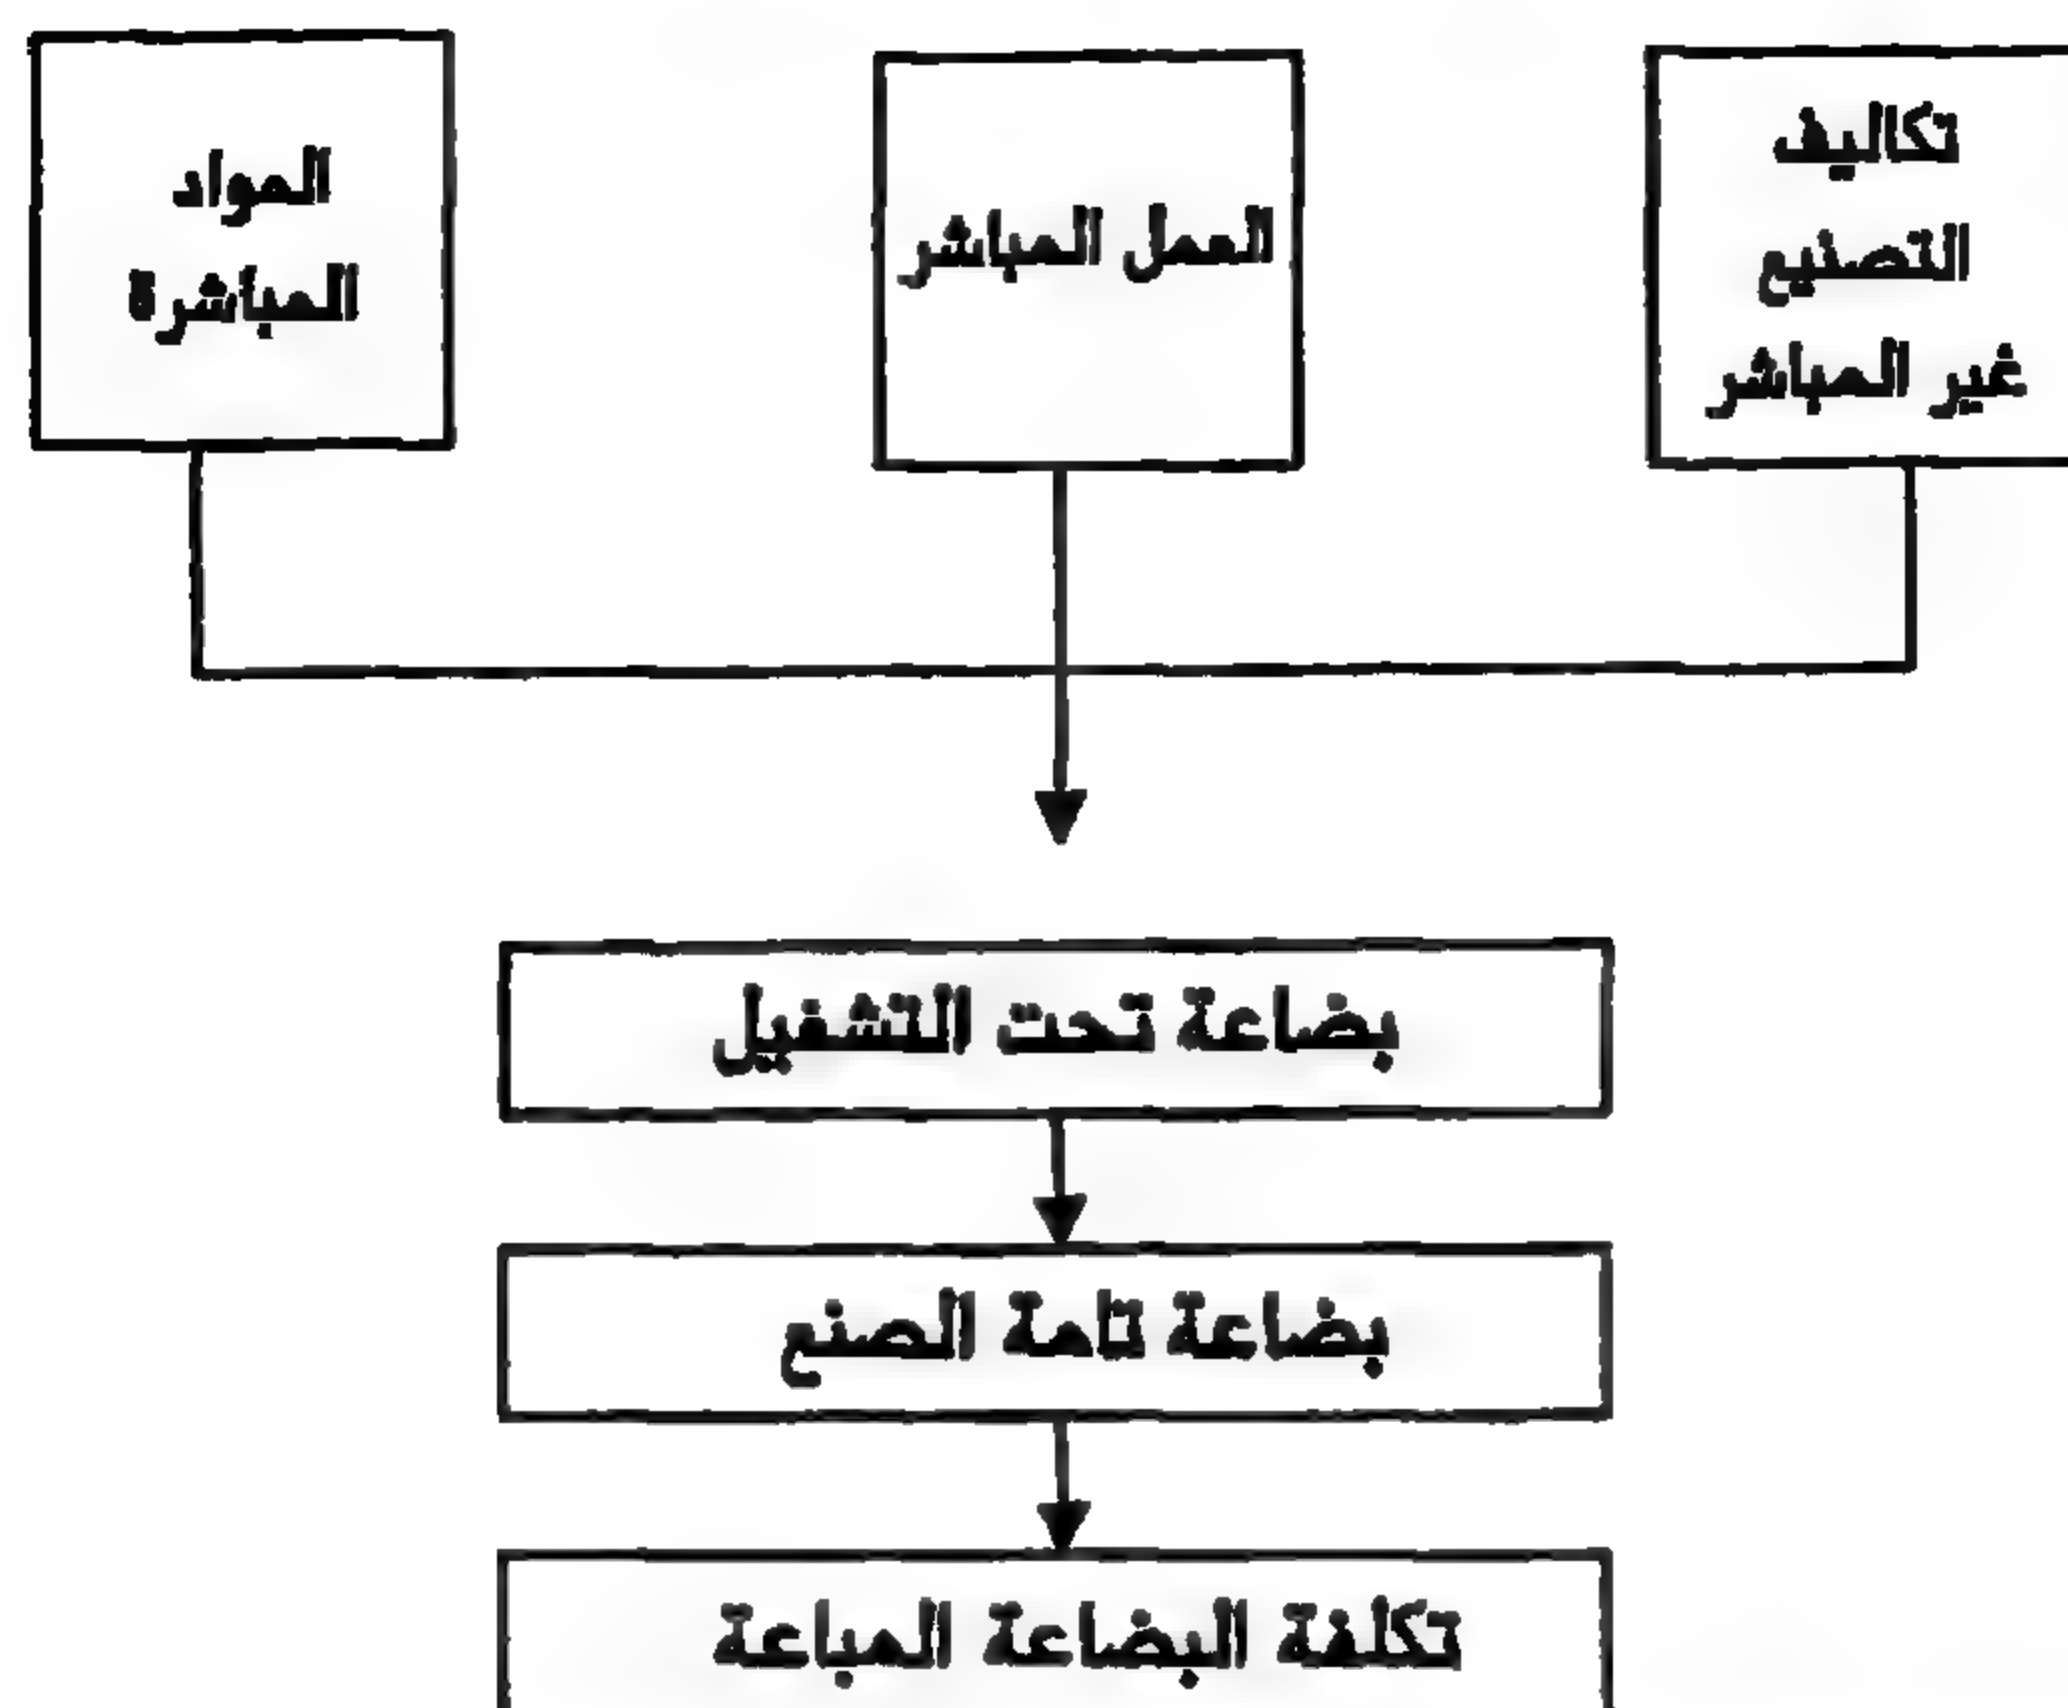 تكاليف
التصنيع
غير المباشر
العمل المباشر
المواد
المباشرة
بضاعة تحت التشغيل
بضاعة تامة الصنع
تكلفة البضاعة المباعة